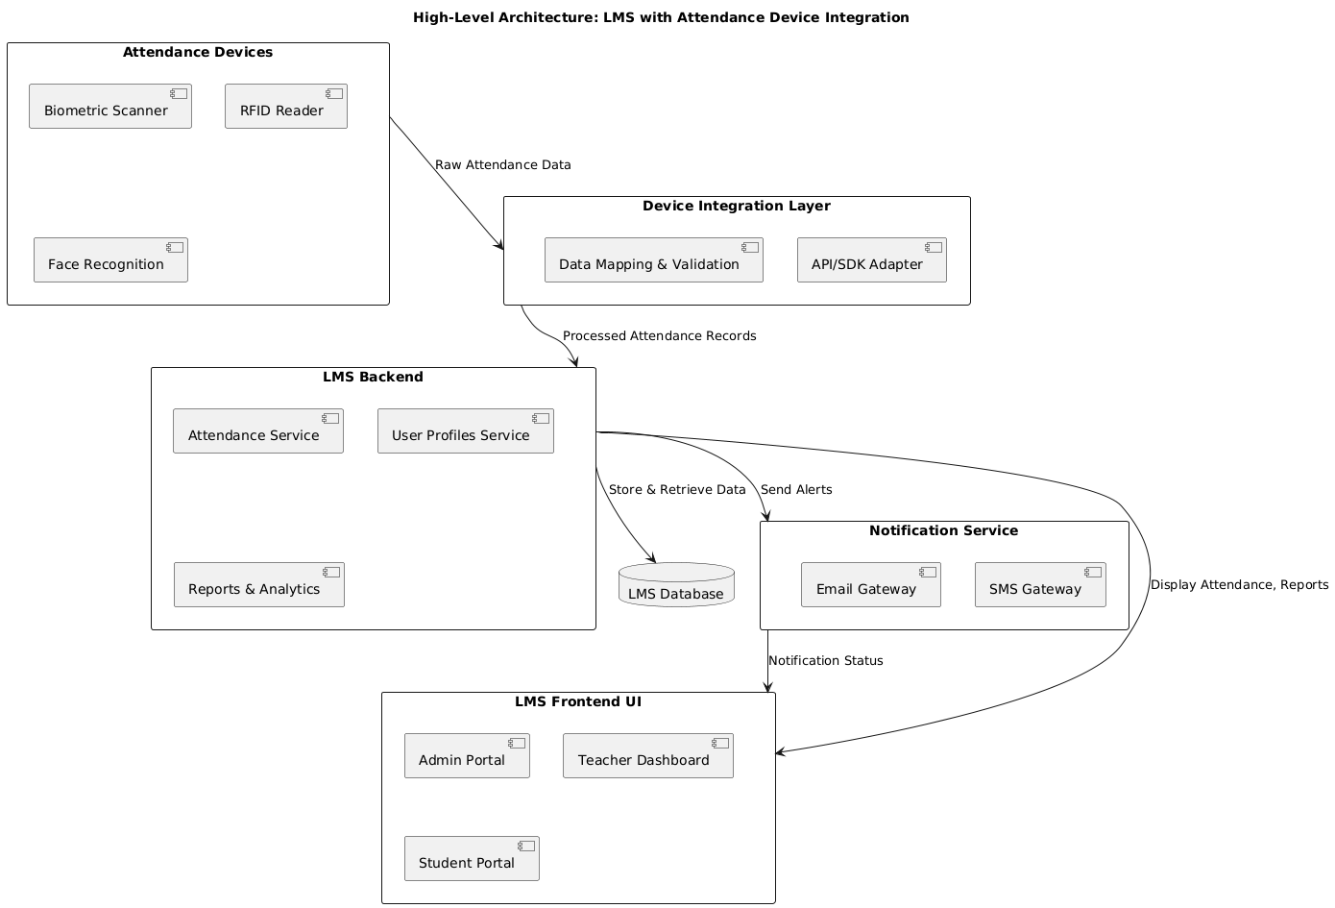 High-Level Architecture: LMS with Attendance Device Integration
Attendance Devices
Biometric Scanner
RFID Reader
Face Recognition
Raw Attendance Data
Device Integration Layer
Data Mapping & Validation
API/SDK Adapter
Processed Attendance Records
LMS Backend
Attendance Service
User Profiles Service
Reports & Analytics
Store & Retrieve Data
Send Alerts
LMS Database
Notification Service
Email Gateway
SMS Gateway
Display Attendance, Reports
Notification Status
LMS Frontend UI
Admin Portal
Teacher Dashboard
Student Portal